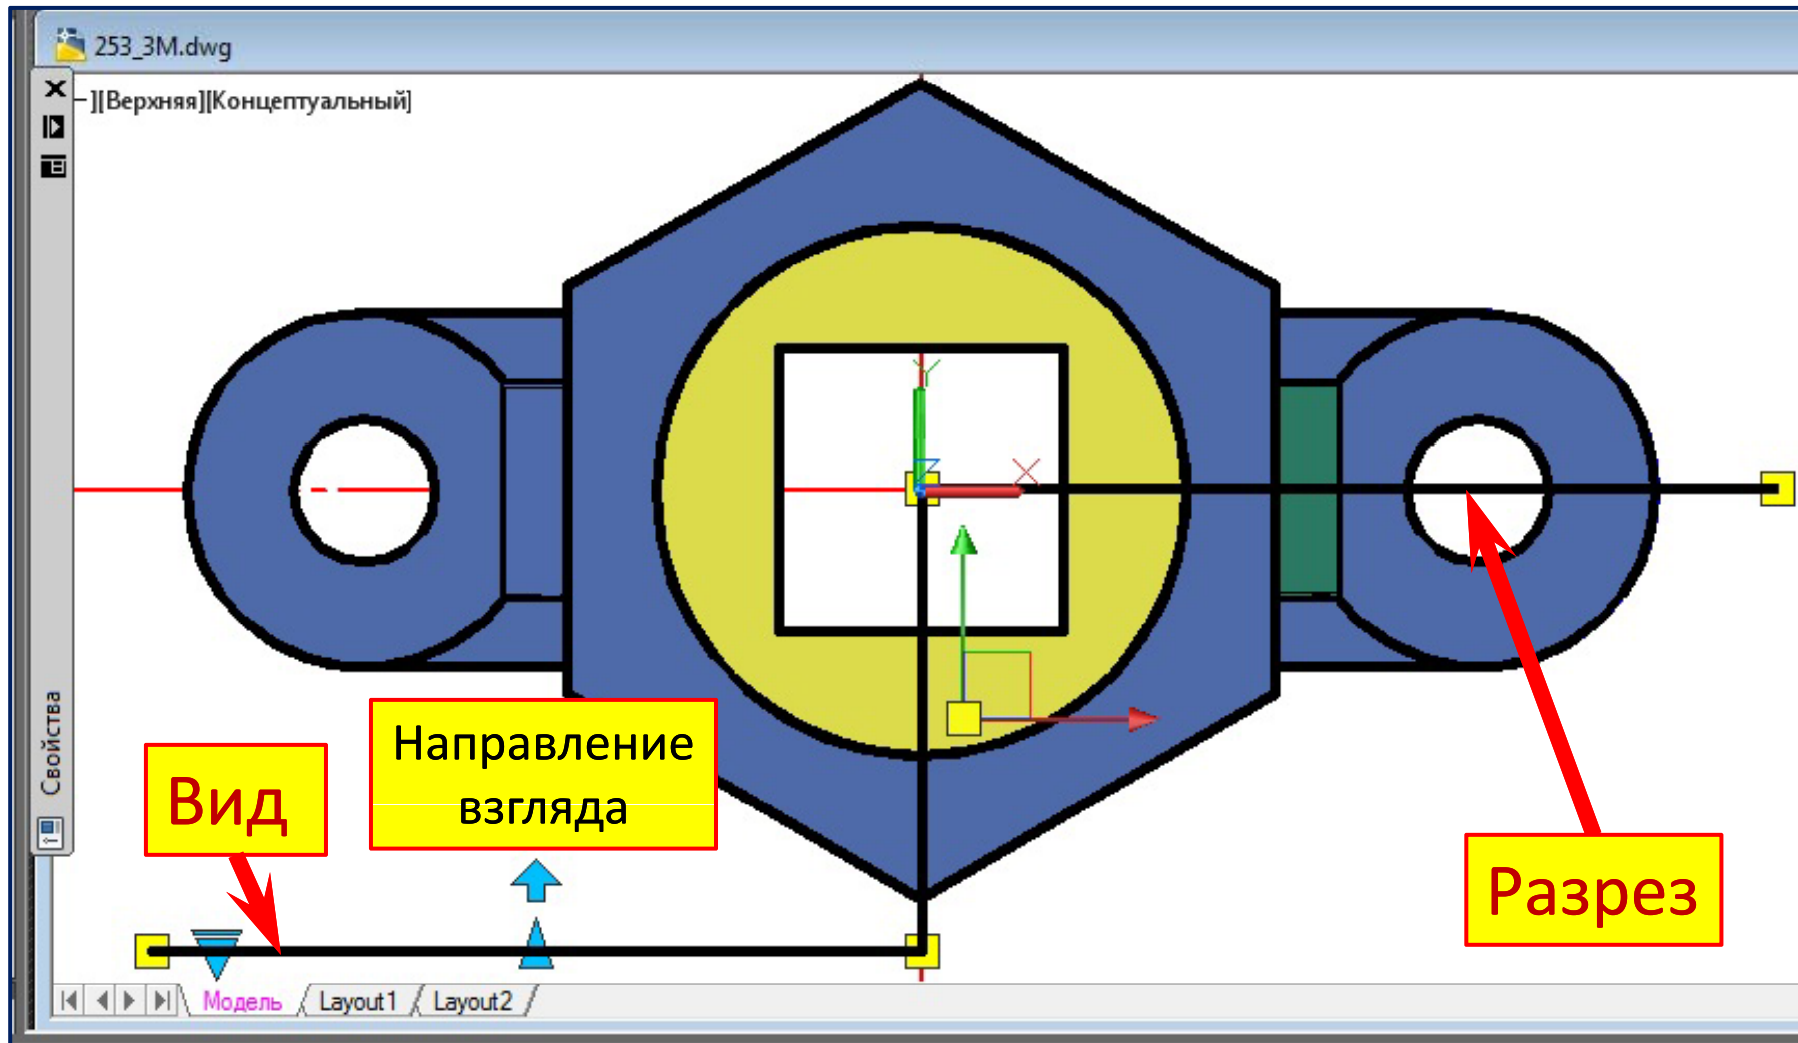 253_3M.dwg
–][Верхняя][Концептуальный]
Y
Z
X
Свойства
Направление
взгляда
Вид
Разрез
Модель
Layout1
Layout2